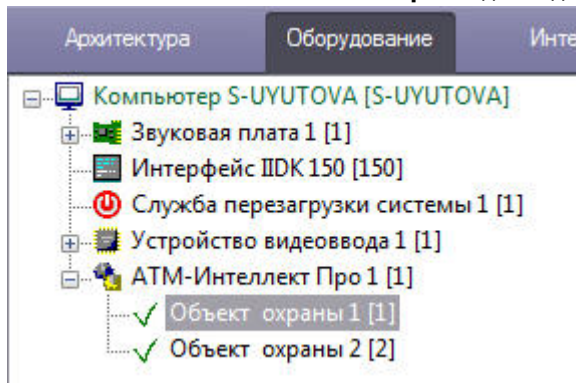 Архитектура Оборудование Инте
Компьютер S-UYUTOVA [S-UYUTOVA]
Звуковая плата 1 [1]
Интерфейс IIDK 150 [150]
Служба перезагрузки системы 1 [1]
Устройство видеоввода 1 [1]
АТМ-Интеллект Про 1 [1]
Объект охраны 1 [1]
Объект охраны 2 [2]